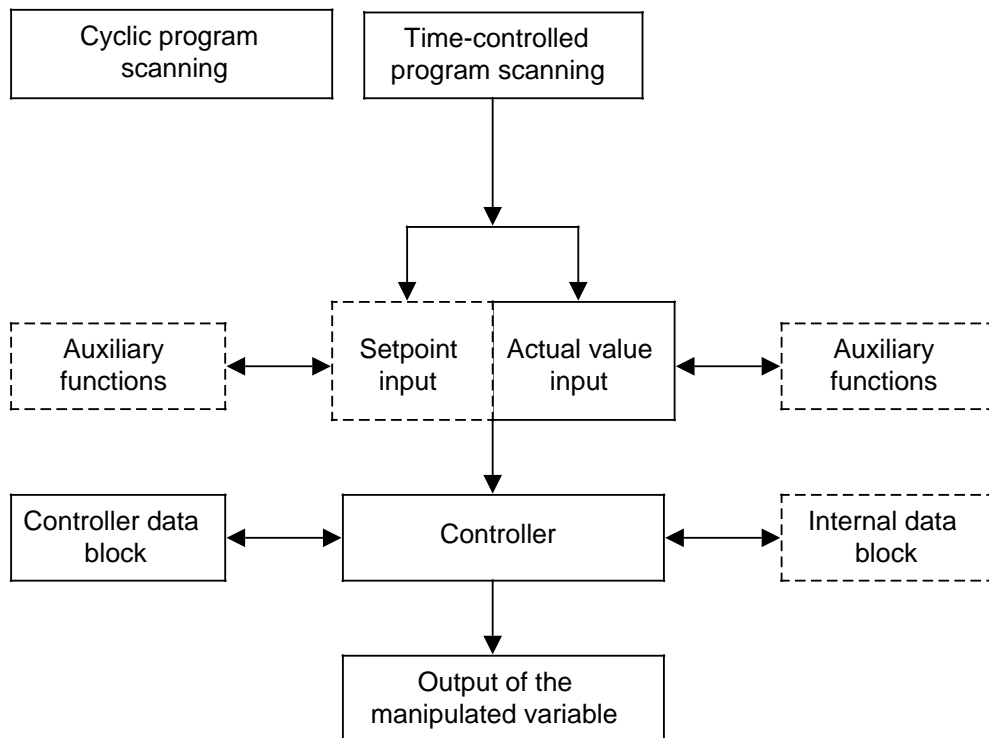 Cyclic program
scanning
Time-controlled
program scanning
Auxiliary
functions
Setpoint
input
Actual value
input
Auxiliary
functions
Controller data
block
Controller
Internal data
block
Output of the
manipulated variable